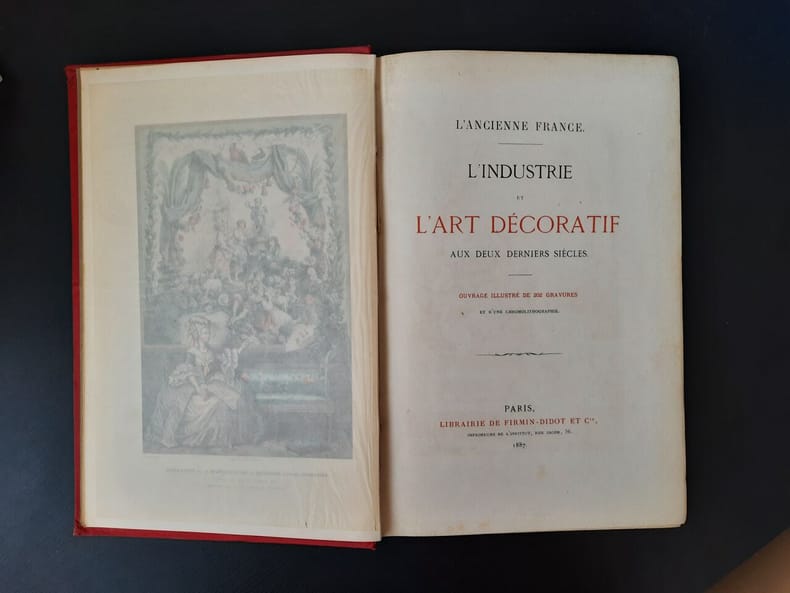 L'ANCIENNE FRANCE.
L'INDUSTRIE
ET
L'ART DÉCORATIF
AUX DEUX DERNIERS SIÈCLES.
OUVRAGE ILLUSTRÉ DE 202 GRAVURES
ET D'UNE CHROMOLITHOGRAPHIE.
PARIS,
LIBRAIRIE DE FIRMIN-DIDOT ET Cie,
IMPRIMEURS DE L'INSTITUT, RUE JACOB, 56.
1887.